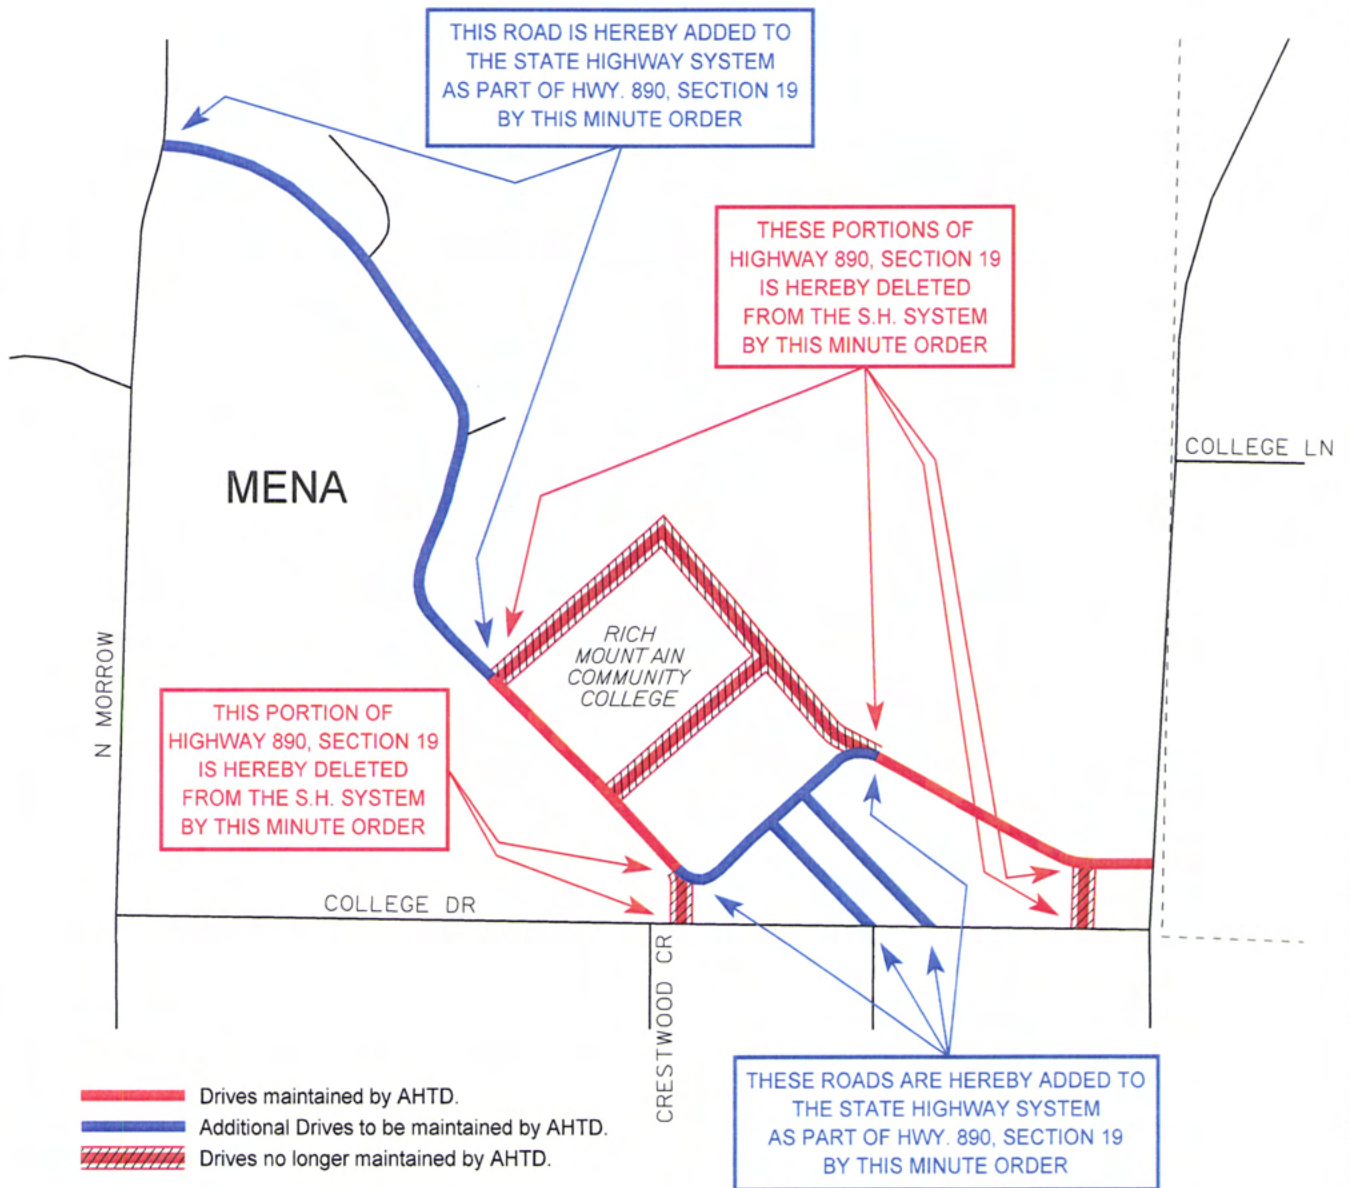 THIS ROAD IS HEREBY ADDED TO
THE STATE HIGHWAY SYSTEM
AS PART OF HWY. 890, SECTION 19
BY THIS MINUTE ORDER
THESE PORTIONS OF
HIGHWAY 890, SECTION 19
IS HEREBY DELETED
FROM THE S.H. SYSTEM
BY THIS MINUTE ORDER
COLLEGE LN
MENA
RICH
MOUNTAIN
COMMUNITY
COLLEGE
N MORROW
THIS PORTION OF
HIGHWAY 890, SECTION 19
IS HEREBY DELETED
FROM THE S.H. SYSTEM
BY THIS MINUTE ORDER
COLLEGE DR
CRESTWOOD CR
THESE ROADS ARE HEREBY ADDED TO
THE STATE HIGHWAY SYSTEM
AS PART OF HWY. 890, SECTION 19
BY THIS MINUTE ORDER
Drives maintained by AHTD.
Additional Drives to be maintained by AHTD.
Drives no longer maintained by AHTD.